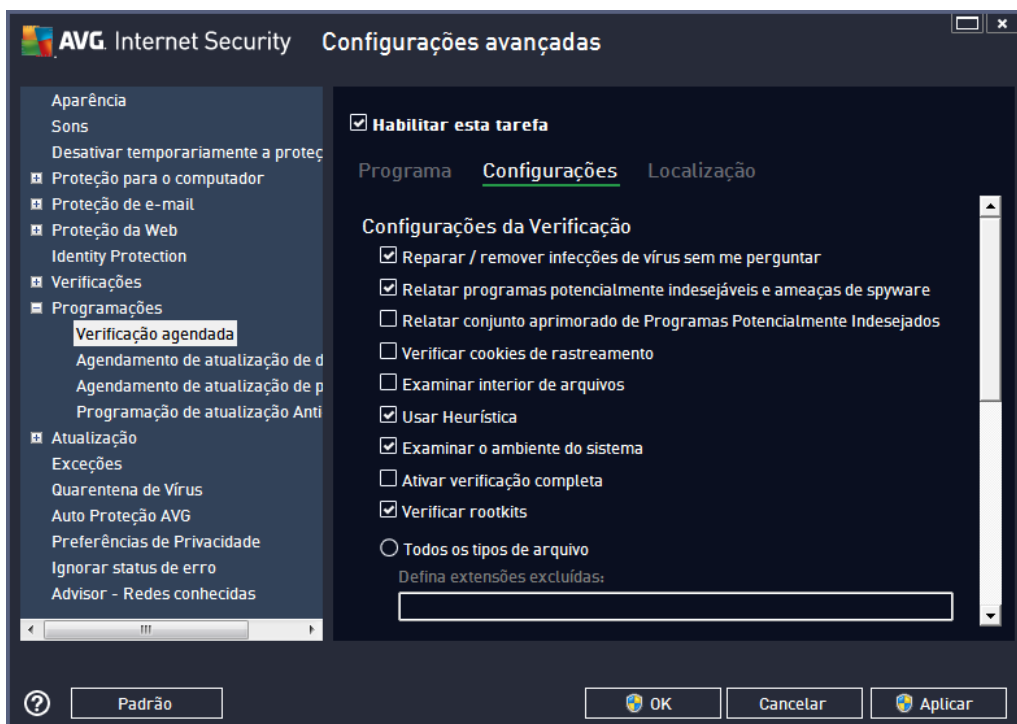 AVG. Internet Security Configurações avançadas
Aparência
Sons
Desativar temporariamente a proteç
Proteção para o computador
Proteção de e-mail
Proteção da Web
Identity Protection
Verificações
Programações
Verificação agendada
Agendamento de atualização de d
Agendamento de atualização de p
Programação de atualização Anti
Atualização
Exceções
Quarentena de Vírus
Auto Proteção AVG
Preferências de Privacidade
Ignorar status de erro
Advisor - Redes conhecidas
Habilitar esta tarefa
Programa Configurações Localização
Configurações da Verificação
Reparar / remover infecções de vírus sem me perguntar
Relatar programas potencialmente indesejáveis e ameaças de spyware
Relatar conjunto aprimorado de Programas Potencialmente Indesejados
Verificar cookies de rastreamento
Examinar interior de arquivos
Usar Heurística
Examinar o ambiente do sistema
Ativar verificação completa
Verificar rootkits
Todos os tipos de arquivo
Defina extensões excluídas:
Padrão OK Cancelar Aplicar